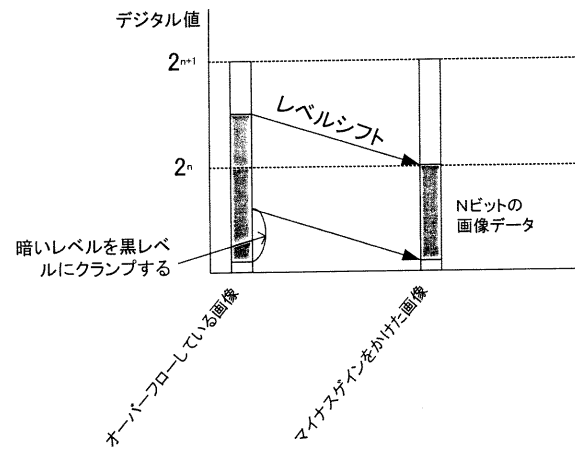 デジタル値
2n+1
レベルシフト
2n
Nビットの
画像データ
暗いレベルを黒レベ
ルにクランプする
オーバーフローしている画像
マイナスゲインをかけた画像